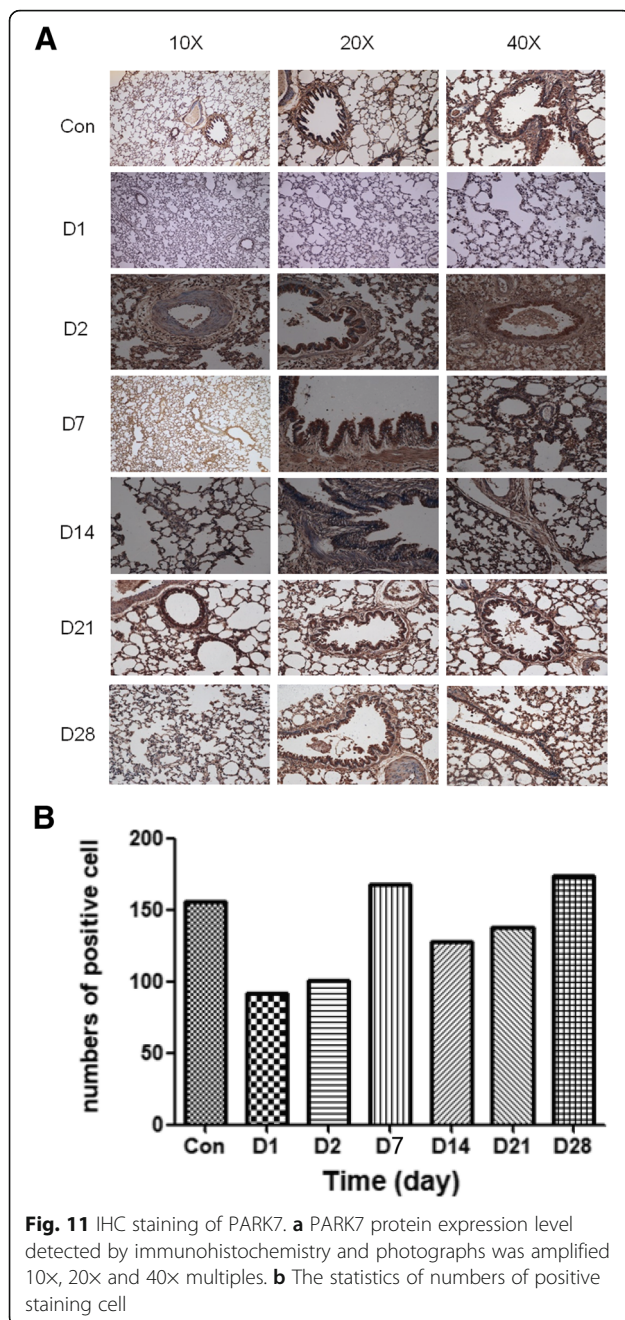 A
10X 20X 40X
Con
D1
D2
D7
D14
D21
D28
B
numbers of positive cell
200
150
100
50
0
Con D1 D2 D7 D14 D21 D28
Time (day)
Fig. 11 IHC staining of PARK7. a PARK7 protein expression level
detected by immunohistochemistry and photographs was amplified
10×, 20× and 40× multiples. b The statistics of numbers of positive
staining cell